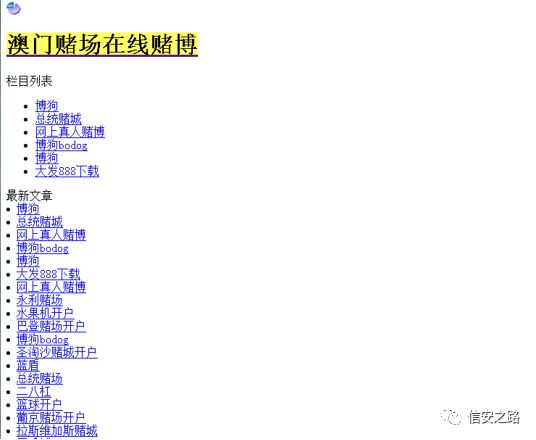 澳门赌场在线赌博
栏目列表
博狗
总统赌城
网上真人赌博
博狗bodog
博狗
大发888下载
最新文章
博狗
总统赌城
网上真人赌博
博狗bodog
博狗
大发888下载
网上真人赌博
永利赌场
水果机开户
巴登赌场开户
博狗bodog
圣淘沙赌城开户
蓝盾
总统赌场
二八杠
篮球开户
葡京赌场开户
拉斯维加斯赌城
信安之路